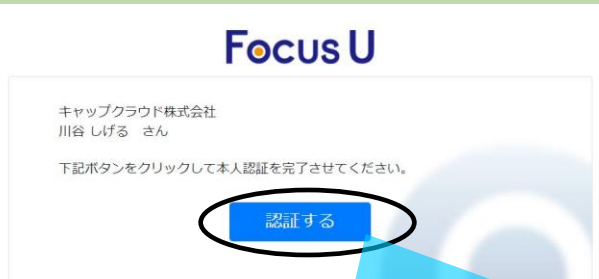 Focus U
キャップクラウド株式会社
川谷 しげる　さん
下記ボタンをクリックして本人認証を完了させてください。
認証する